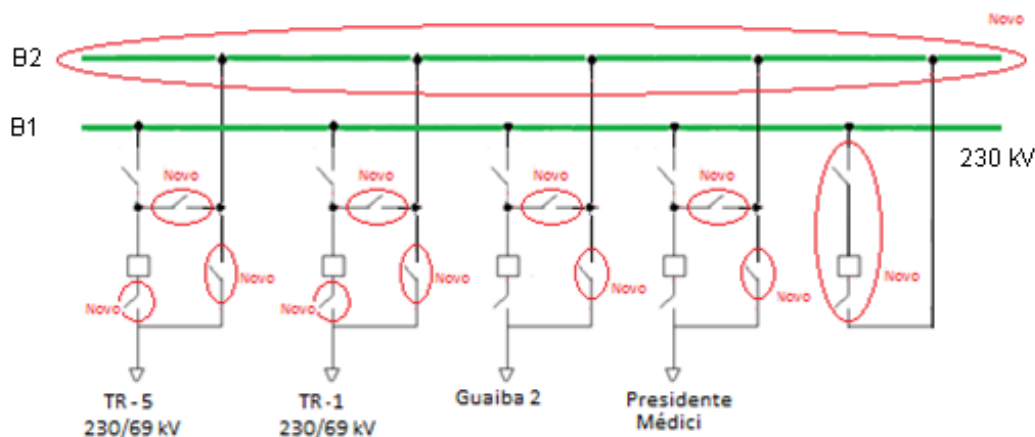 Novo
B2
B1
230 kV
Novo
Novo
Novo
Novo
Novo
Novo
Novo
Novo
Novo
Novo
Novo
TR - 5
230/69 kV
TR - 1
230/69 kV
Guaiba 2
Presidente
Médici